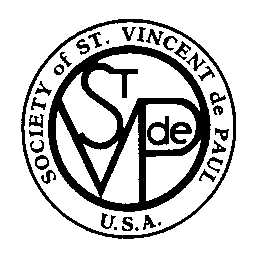 SOCIETY of ST. VINCENT de PAUL
ST
V P de
U.S.A.